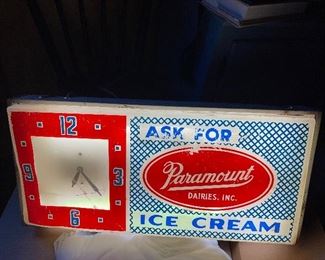 12
9 3
6
ASK FOR
Paramount
DAIRIES, INC.
ICE CREAM